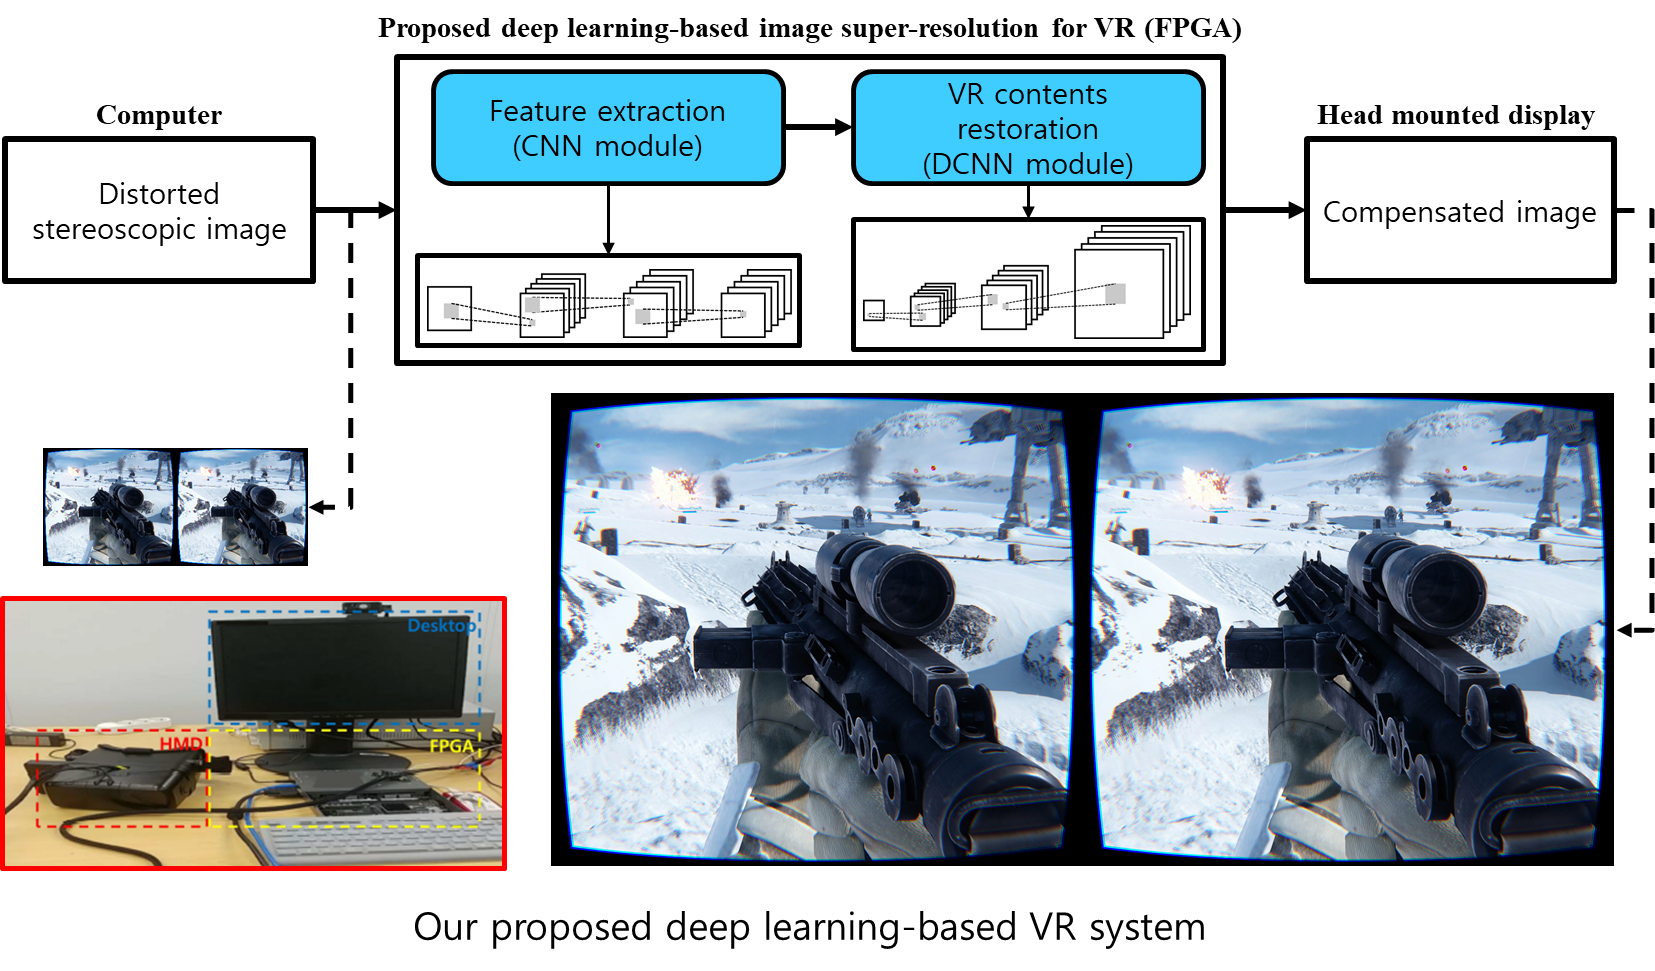 Proposed deep learning-based image super-resolution for VR (FPGA)
Computer
Distorted
stereoscopic image
Feature extraction
(CNN module)
VR contents
restoration
(DCNN module)
Head mounted display
Compensated image
Desktop
HMD
FPGA
Our proposed deep learning-based VR system